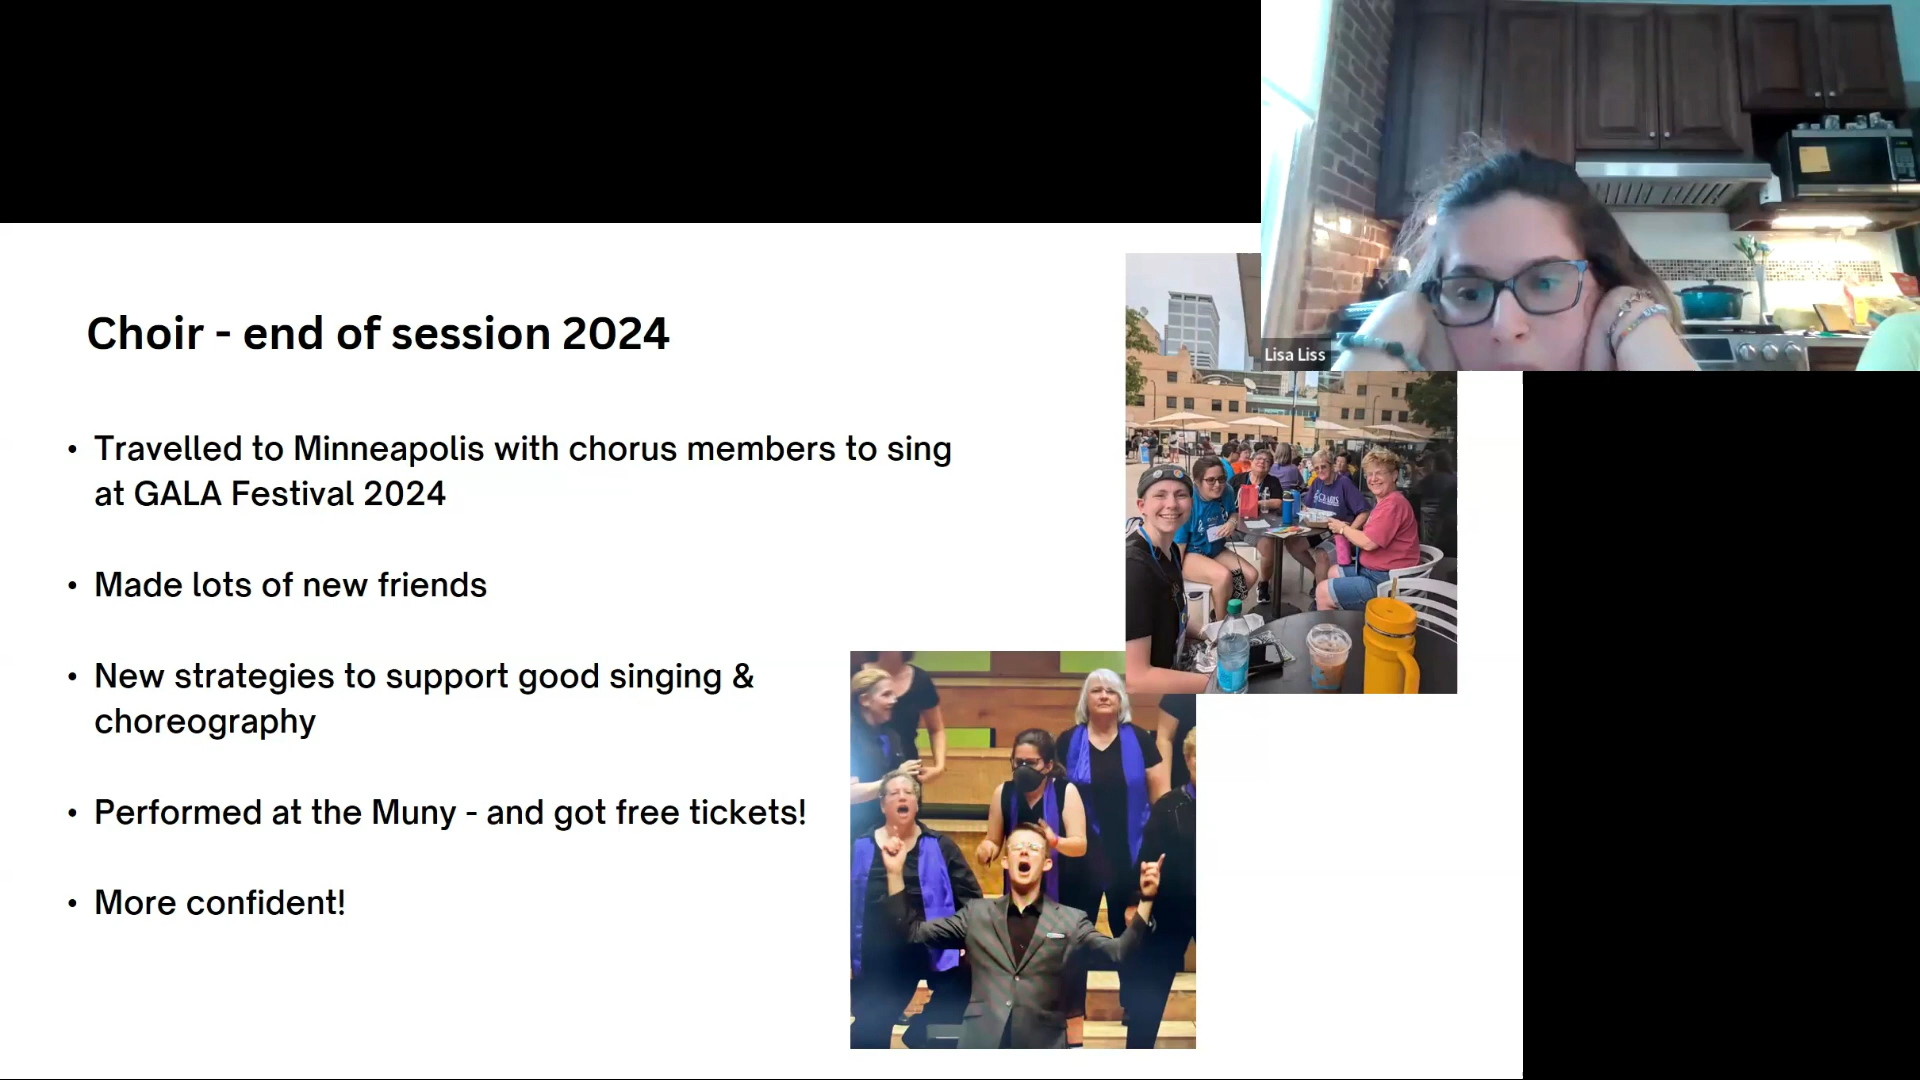 Lisa Liss
Choir - end of session 2024
• Travelled to Minneapolis with chorus members to sing
at GALA Festival 2024
• Made lots of new friends
• New strategies to support good singing &
choreography
• Performed at the Muny - and got free tickets!
• More confident!